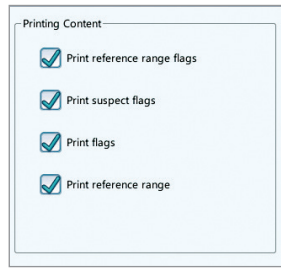 Printing Content
Print reference range flags
Print suspect flags
Print flags
Print reference range